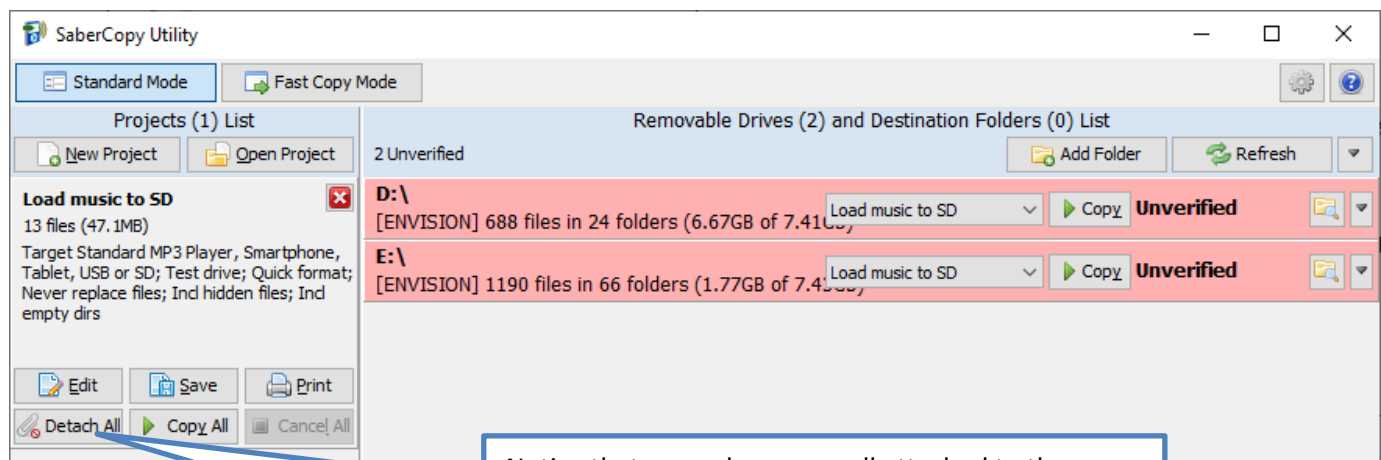 SaberCopy Utility
Standard Mode
Fast Copy Mode
Projects (1) List
New Project
Open Project
Load music to SD
13 files (47.1MB)
Target Standard MP3 Player, Smartphone,
Tablet, USB or SD; Test drive; Quick format;
Never replace files; Incl hidden files; Incl
empty dirs
Edit
Save
Print
Detach All
Copy All
Cancel All
Removable Drives (2) and Destination Folders (0) List
2 Unverified
Add Folder
Refresh
D:\
[ENVISION] 688 files in 24 folders (6.67GB of 7.41GB)
Load music to SD
Copy
Unverified
E:\
[ENVISION] 1190 files in 66 folders (1.77GB of 7.43GB)
Load music to SD
Copy
Unverified